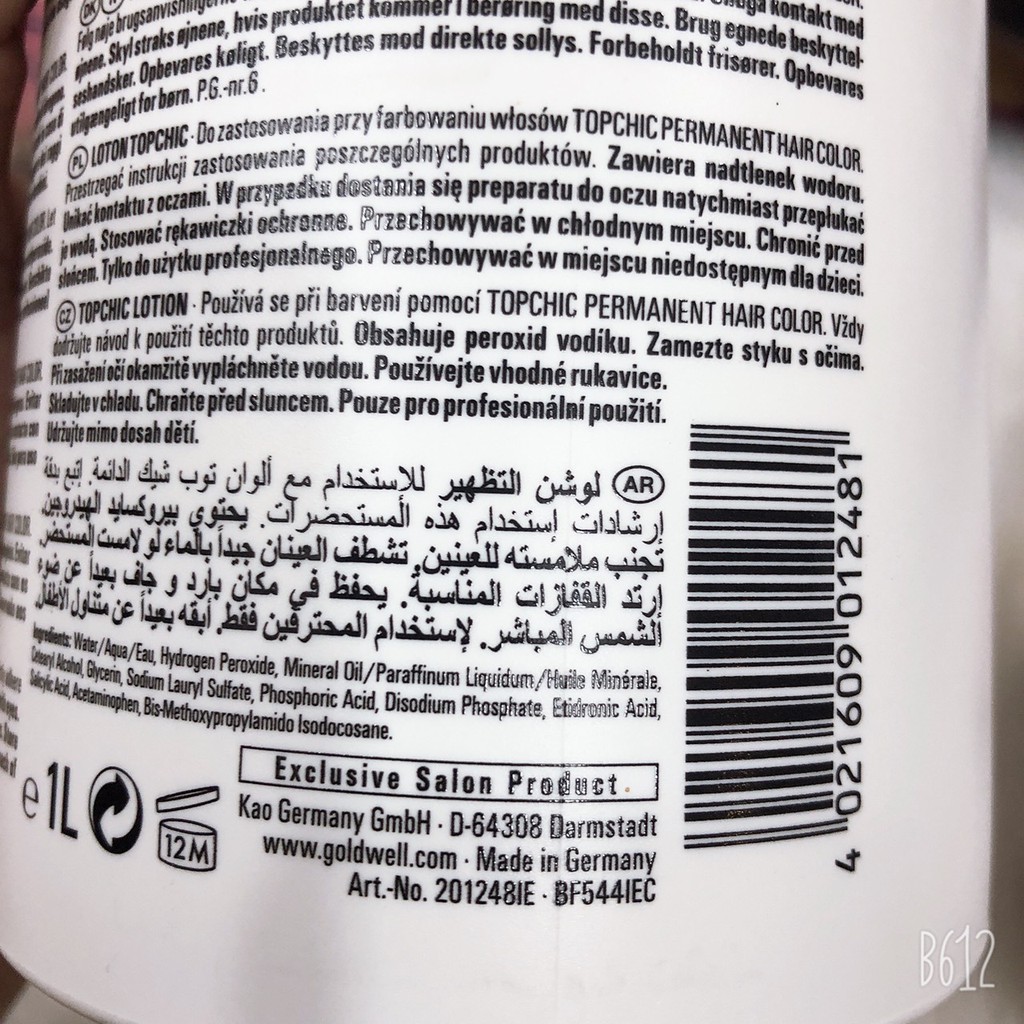 Følg nøje brugsanvisningerne
kontakt med
øjnene. Skyl straks øjnene, hvis produktet kommer i berøring med disse. Brug egnede beskyttel-
seshandsker. Opbevares køligt. Beskyttes mod direkte sollys. Forbeholdt frisører. Opbevares
utilgængeligt for børn. P.G.-nr.6.
PL LOTON TOPCHIC · Do zastosowania przy farbowaniu włosów TOPCHIC PERMANENT HAIR COLOR.
Przestrzegać instrukcji zastosowania poszczególnych produktów. Zawiera nadtlenek wodoru.
Unikać kontaktu z oczami. W przypadku dostania się preparatu do oczu natychmiast przepłukać
je wodą. Stosować rękawiczki ochronne. Przechowywać w chłodnym miejscu. Chronić przed
słońcem. Tylko do użytku profesjonalnego. Przechowywać w miejscu niedostępnym dla dzieci.
CZ TOPCHIC LOTION · Používá se při barvení pomocí TOPCHIC PERMANENT HAIR COLOR. Vždy
dodržujte návod k použití těchto produktů. Obsahuje peroxid vodíku. Zamezte styku s očima.
Při zasažení očí okamžitě vypláchněte vodou. Používejte vhodné rukavice.
Skladujte v chladu. Chraňte před sluncem. Pouze pro profesionální použití.
Udržujte mimo dosah dětí.
AR لوشن التظهير للإستخدام مع ألوان توب شيك الدائمة. إتبع بدقة
إرشادات إستخدام هذه المستحضرات. يحتوي بيروكسايد الهيدروجين.
تجنب ملامسته للعينين. تشطف العينان جيداً بالماء لو لامست المستحضر.
إرتد القفازات المناسبة. يحفظ في مكان بارد و جاف بعيداً عن ضوء
الشمس المباشر. لإستخدام المحترفين فقط. أبقه بعيداً عن متناول الأطفال.
Ingredients: Water/Aqua/Eau, Hydrogen Peroxide, Mineral Oil/Paraffinum Liquidum/Huile Minérale,
Cetearyl Alcohol, Glycerin, Sodium Lauryl Sulfate, Phosphoric Acid, Disodium Phosphate, Etidronic Acid,
Salicylic Acid, Acetaminophen, Bis-Methoxypropylamido Isodocosane.
Exclusive Salon Product
e 1L
12M
Kao Germany GmbH · D-64308 Darmstadt
www.goldwell.com · Made in Germany
Art.-No. 201248IE · BF544IEC
4 021609 012481
B612